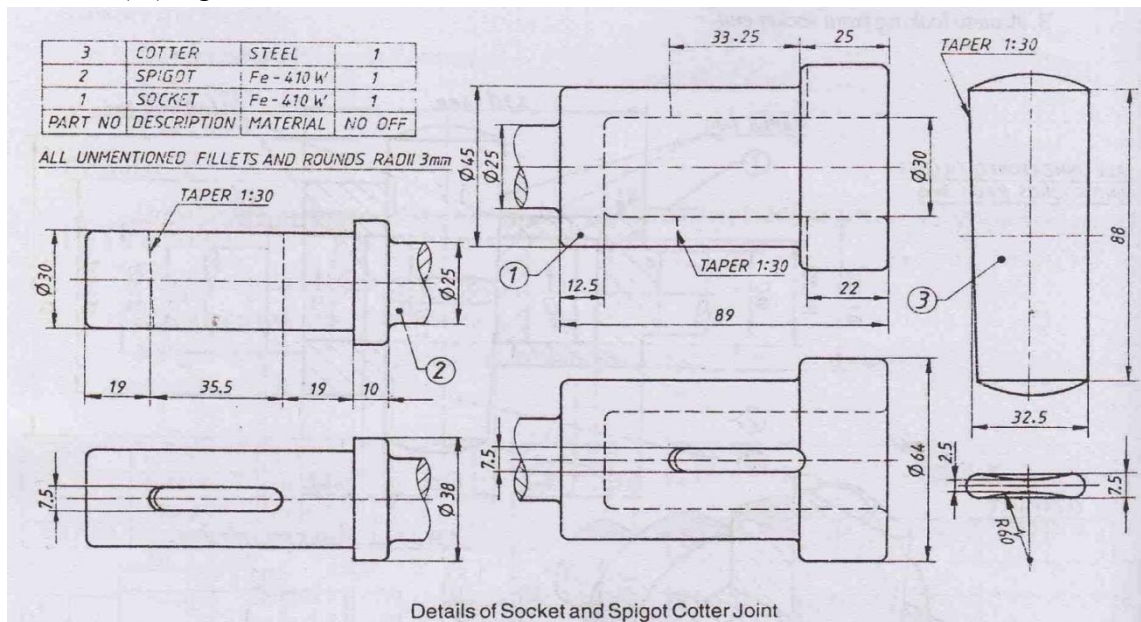 3 COTTER STEEL 1
2 SPIGOT Fe-410 W 1
1 SOCKET Fe-410 W 1
PART NO DESCRIPTION MATERIAL NO OFF
ALL UNMENTIONED FILLETS AND ROUNDS RADII 3mm
TAPER 1:30
Ø30
Ø25
2
19
35.5
19
10
7.5
Ø38
33.25
25
Ø45
Ø25
Ø30
1
TAPER 1:30
12.5
22
89
7.5
Ø64
TAPER 1:30
88
3
32.5
2.5
7.5
R60
Details of Socket and Spigot Cotter Joint